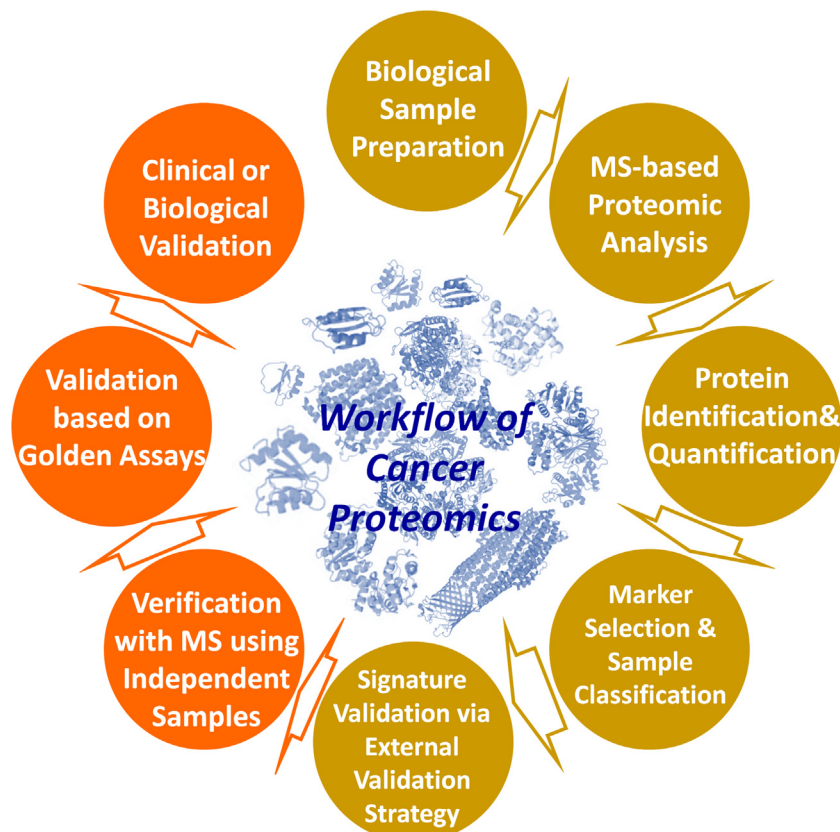 Biological
Sample
Preparation
MS-based
Proteomic
Analysis
Protein
Identification&
Quantification
Marker
Selection &
Sample
Classification
Signature
Validation via
External
Validation
Strategy
Verification
with MS using
Independent
Samples
Validation
based on
Golden Assays
Clinical or
Biological
Validation
Workflow of
Cancer
Proteomics